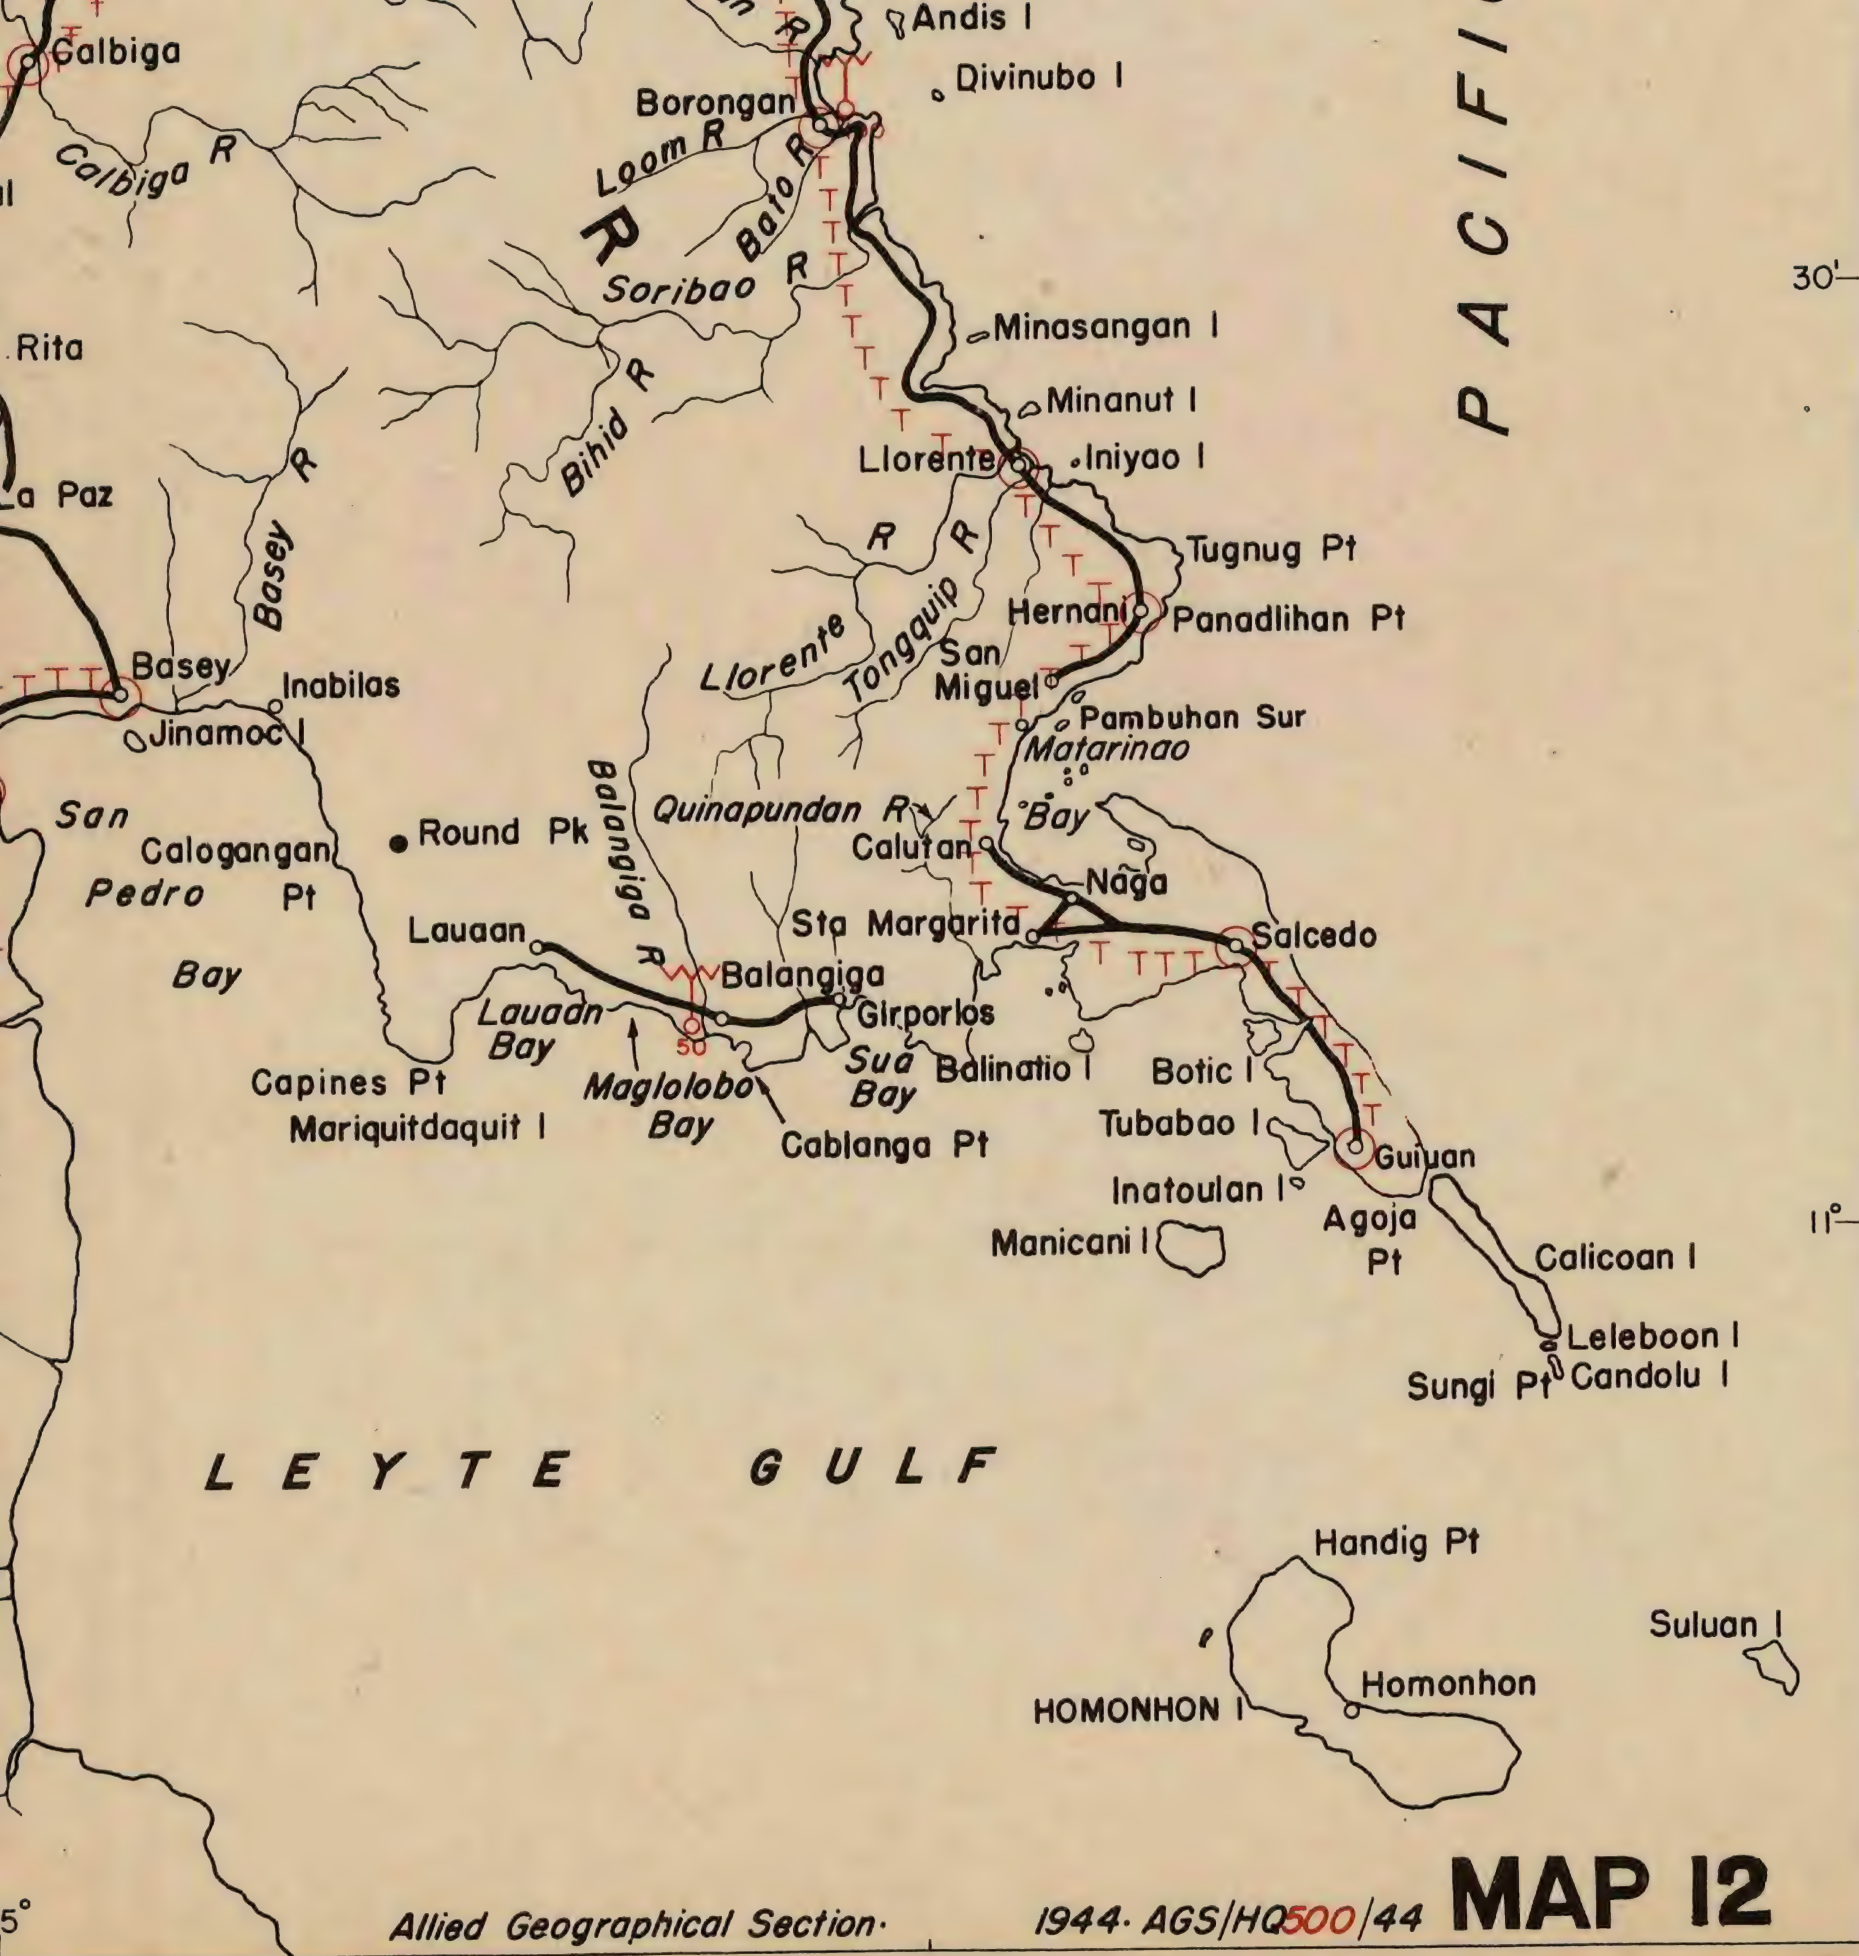 Andis I
Calbiga
Divinubo I
Borongan
PACIFI
Loom R
Calbiga R
Bato R
R
Soribao R
30'
Minasangan I
Rita
Bihid R
Minanut I
Llorente
Iniyao I
La Paz
Basey R
Tugnug Pt
Hernani
Panadlihan Pt
Llorente R
Tongquip R
San
Miguel
Basey
Inabilas
Jinamoc I
Pambuhan Sur
Matarinao
Bay
San
Pedro
Bay
Calogangan
Pt
Round Pk
Balangiga R
Quinapundan R
Calutan
Naga
Sta Margarita
Salcedo
Lauaan
Balangiga
Girporlos
Lauaan
Bay
50
Sua
Bay
Balinatio I
Botic I
Capines Pt
Maglolobo
Bay
Mariquitdaquit I
Cablanga Pt
Tubabao I
Guiuan
Inatoulan I
Manicani I
Agoja
Pt
11°
Calicoan I
Leleboon I
Sungi Pt
Candolu I
LEYTE GULF
Handig Pt
Suluan I
Homonhon
HOMONHON I
5°
Allied Geographical Section.
1944. AGS/HQ500/44
MAP 12
T T T T T T